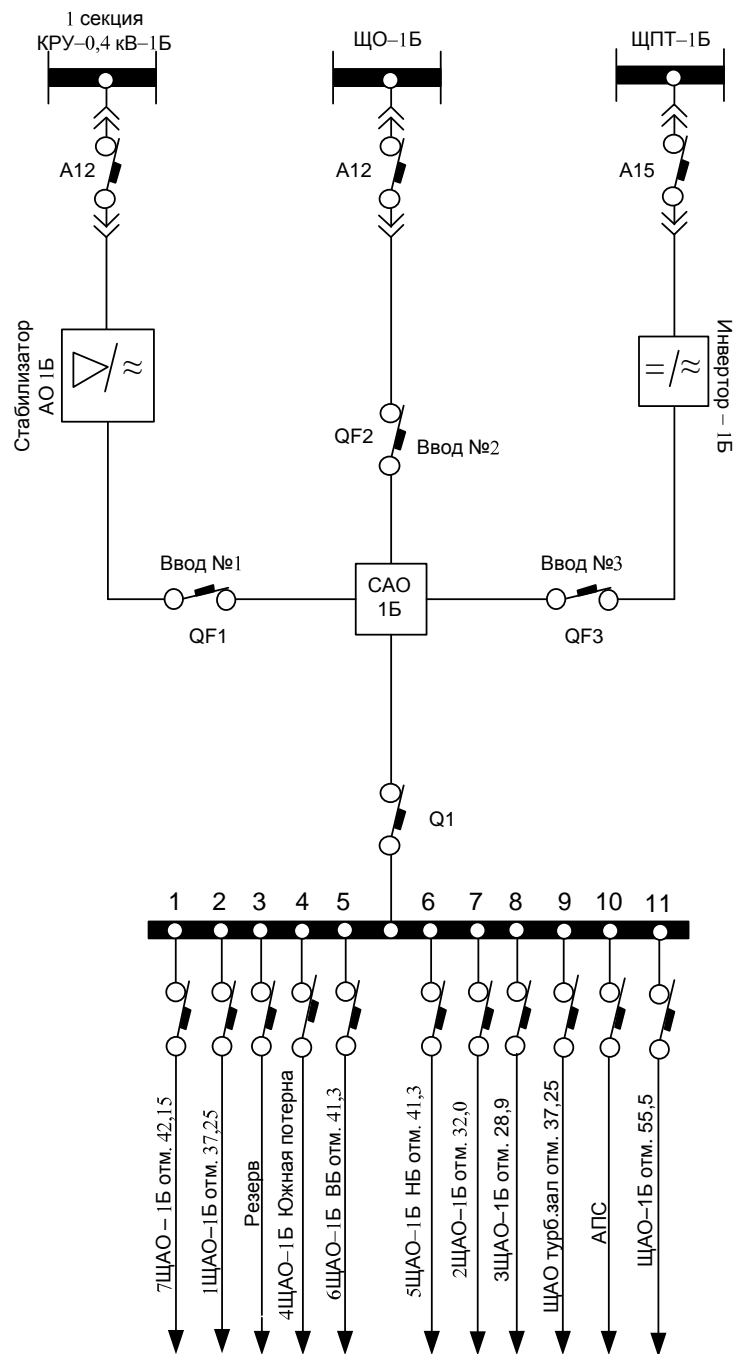 1 секция
КРУ–0,4 кВ–1Б
ЩО–1Б
ЩПТ–1Б
А12
А12
А15
Стабилизатор
АО 1Б
▷/≈
=/≈
Инвертор – 1Б
QF2
Ввод №2
Ввод №1
QF1
САО
1Б
Ввод №3
QF3
Q1
1 2 3 4 5 6 7 8 9 10 11
7ЩАО – 1Б отм. 42,15
1ЩАО–1Б отм. 37,25
Резерв
4ЩАО–1Б Южная потерна
6ЩАО–1Б ВБ отм. 41,3
5ЩАО–1Б НБ отм. 41,3
2ЩАО–1Б отм. 32,0
3ЩАО–1Б отм. 28,9
ЩАО турб.зал отм. 37,25
АПС
ЩАО–1Б отм. 55,5